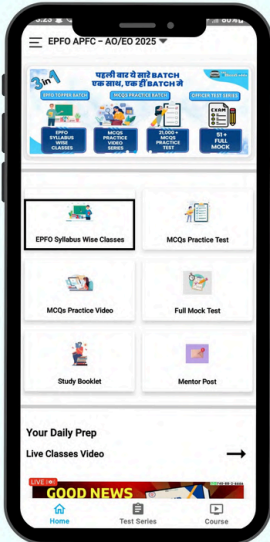 EPFO APFC – AO/EO 2025
3in1
पहली बार ये सारे BATCH
एक साथ, एक हीं BATCH मे
EPFO TOPPER BATCH
MCQS PRACTICE BATCH
OFFICER TEST SERIES
EPFO
SYLLABUS
WISE
CLASSES
MCQS
PRACTICE
VIDEO
SERIES
21,000+
MCQS
PRACTICE
TEST
EXAM
51+
FULL
MOCK
EPFO Syllabus Wise Classes
MCQs Practice Test
MCQs Practice Video
Full Mock Test
Study Booklet
Mentor Post
Your Daily Prep
Live Classes Video
LIVE
GOOD NEWS
Home
Test Series
Course